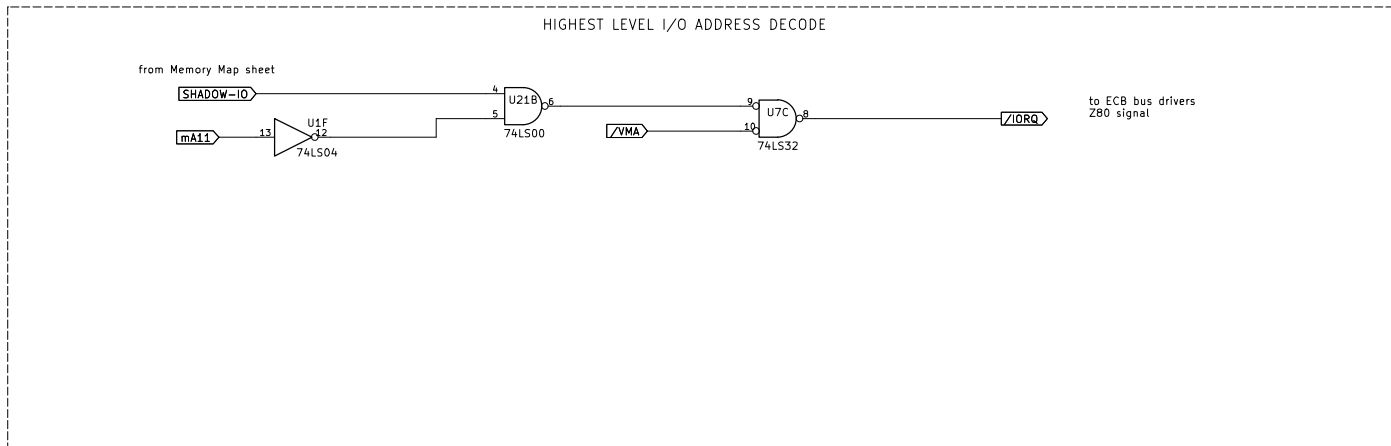 HIGHEST LEVEL I/O ADDRESS DECODE
from Memory Map sheet
SHADOW-IO
4
5
U21B
6
74LS00
mA11
13
U1F
12
74LS04
/VMA
9
10
U7C
8
74LS32
/IORQ
to ECB bus drivers
Z80 signal